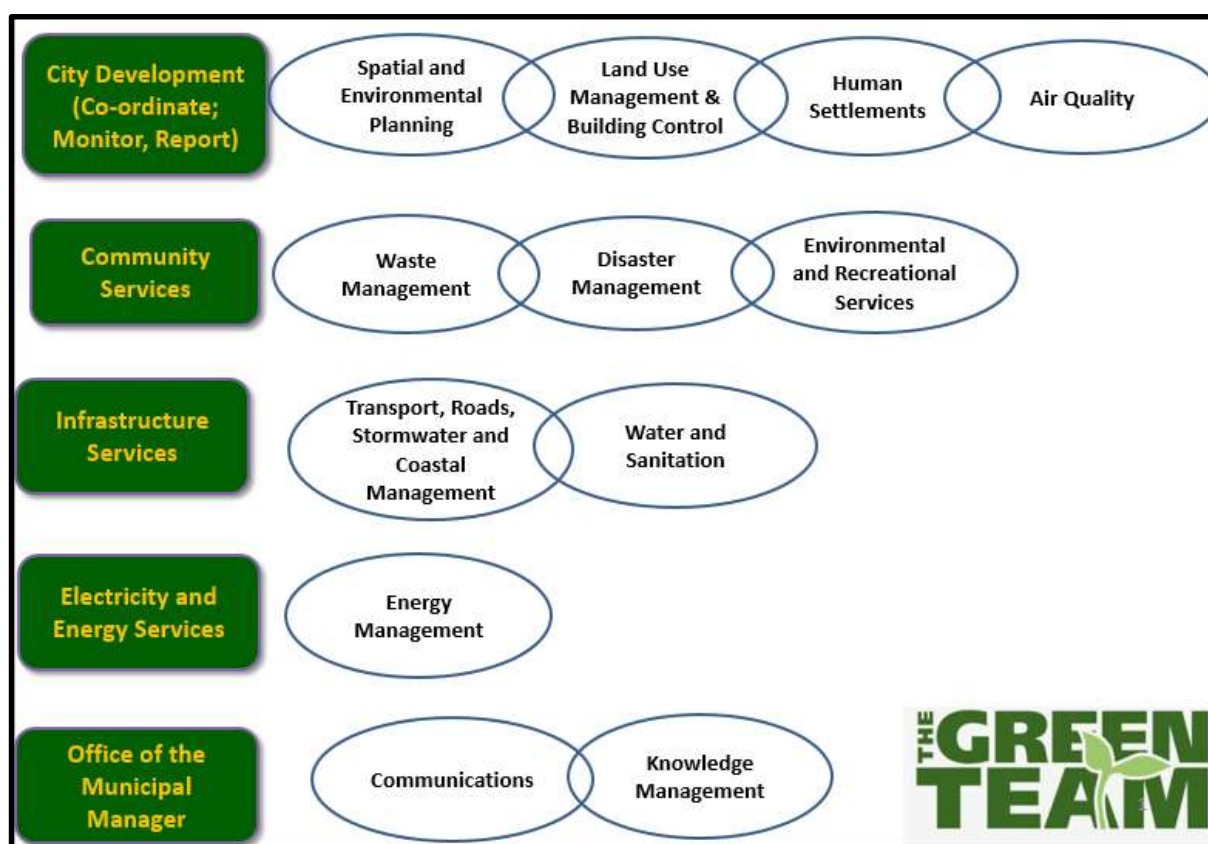 City Development
(Co-ordinate;
Monitor, Report)
Spatial and
Environmental
Planning
Land Use
Management &
Building Control
Human
Settlements
Air Quality
Community
Services
Waste
Management
Disaster
Management
Environmental
and Recreational
Services
Infrastructure
Services
Transport, Roads,
Stormwater and
Coastal
Management
Water and
Sanitation
Electricity and
Energy Services
Energy
Management
Office of the
Municipal
Manager
Communications
Knowledge
Management
THE
GREEN
TEAM
1